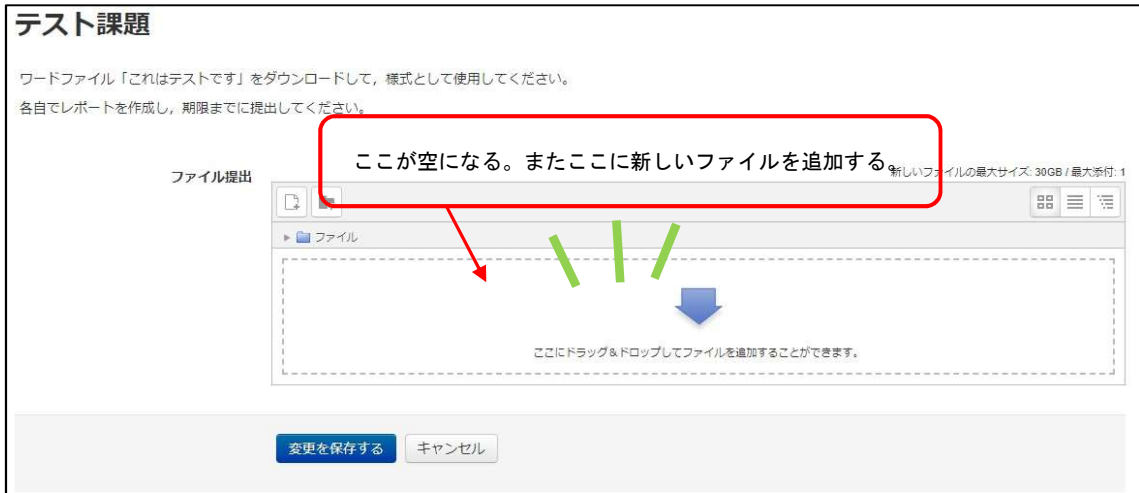 テスト課題
ワードファイル「これはテストです」をダウンロードして，様式として使用してください。
各自でレポートを作成し，期限までに提出してください。
ここが空になる。またここに新しいファイルを追加する。
ファイル提出
新しいファイルの最大サイズ: 30GB / 最大添付: 1
ファイル
ここにドラッグ＆ドロップしてファイルを追加することができます。
変更を保存する
キャンセル